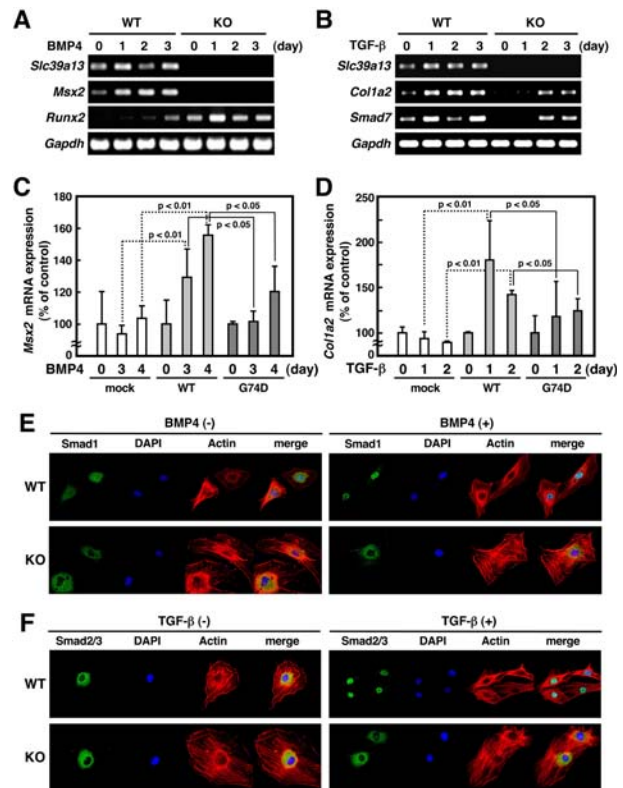 A B
WT KO WT KO
BMP4 0 1 2 3 0 1 2 3 (day) TGF-β 0 1 2 3 0 1 2 3 (day)
Slc39a13 Slc39a13
Msx2 Col1a2
Runx2 Smad7
Gapdh Gapdh
C D
Msx2 mRNA expression (% of control)
180
160
140
120
100
0
p < 0.01
p < 0.05
p < 0.01
p < 0.05
0 3 4 0 3 4 0 3 4 (day)
BMP4
mock WT G74D
Col1a2 mRNA expression (% of control)
250
200
150
100
0
p < 0.01
p < 0.05
p < 0.01
p < 0.05
0 1 2 0 1 2 0 1 2 (day)
TGF-β
mock WT G74D
E
BMP4 (-) BMP4 (+)
Smad1 DAPI Actin merge Smad1 DAPI Actin merge
WT
KO
F
TGF-β (-) TGF-β (+)
Smad2/3 DAPI Actin merge Smad2/3 DAPI Actin merge
WT
KO